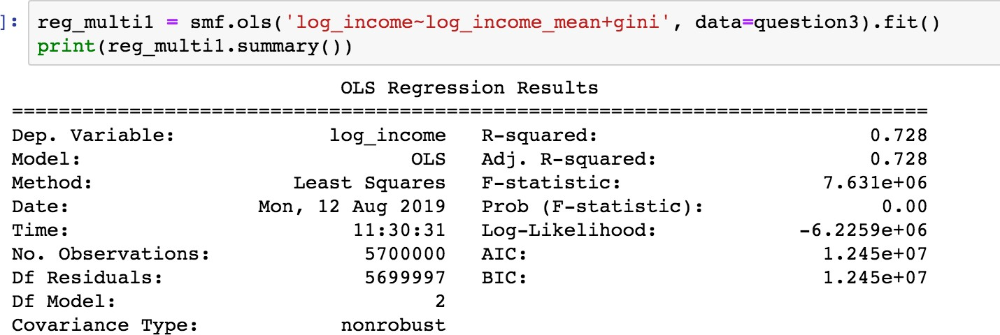 ]: reg_multi1 = smf.ols('log_income~log_income_mean+gini', data=question3).fit()
print(reg_multi1.summary())
OLS Regression Results
==============================================================================
Dep. Variable: log_income R-squared: 0.728
Model: OLS Adj. R-squared: 0.728
Method: Least Squares F-statistic: 7.631e+06
Date: Mon, 12 Aug 2019 Prob (F-statistic): 0.00
Time: 11:30:31 Log-Likelihood: -6.2259e+06
No. Observations: 5700000 AIC: 1.245e+07
Df Residuals: 5699997 BIC: 1.245e+07
Df Model: 2
Covariance Type: nonrobust